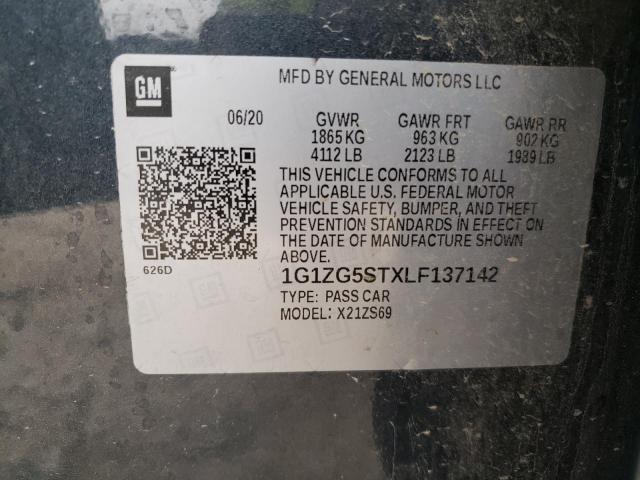 GM
MFD BY GENERAL MOTORS LLC
06/20 GVWR GAWR FRT GAWR RR
1865 KG 963 KG 902 KG
4112 LB 2123 LB 1989 LB
THIS VEHICLE CONFORMS TO ALL
APPLICABLE U.S. FEDERAL MOTOR
VEHICLE SAFETY, BUMPER, AND THEFT
PREVENTION STANDARDS IN EFFECT ON
THE DATE OF MANUFACTURE SHOWN
ABOVE.
626D
1G1ZG5STXLF137142
TYPE: PASS CAR
MODEL: X21ZS69